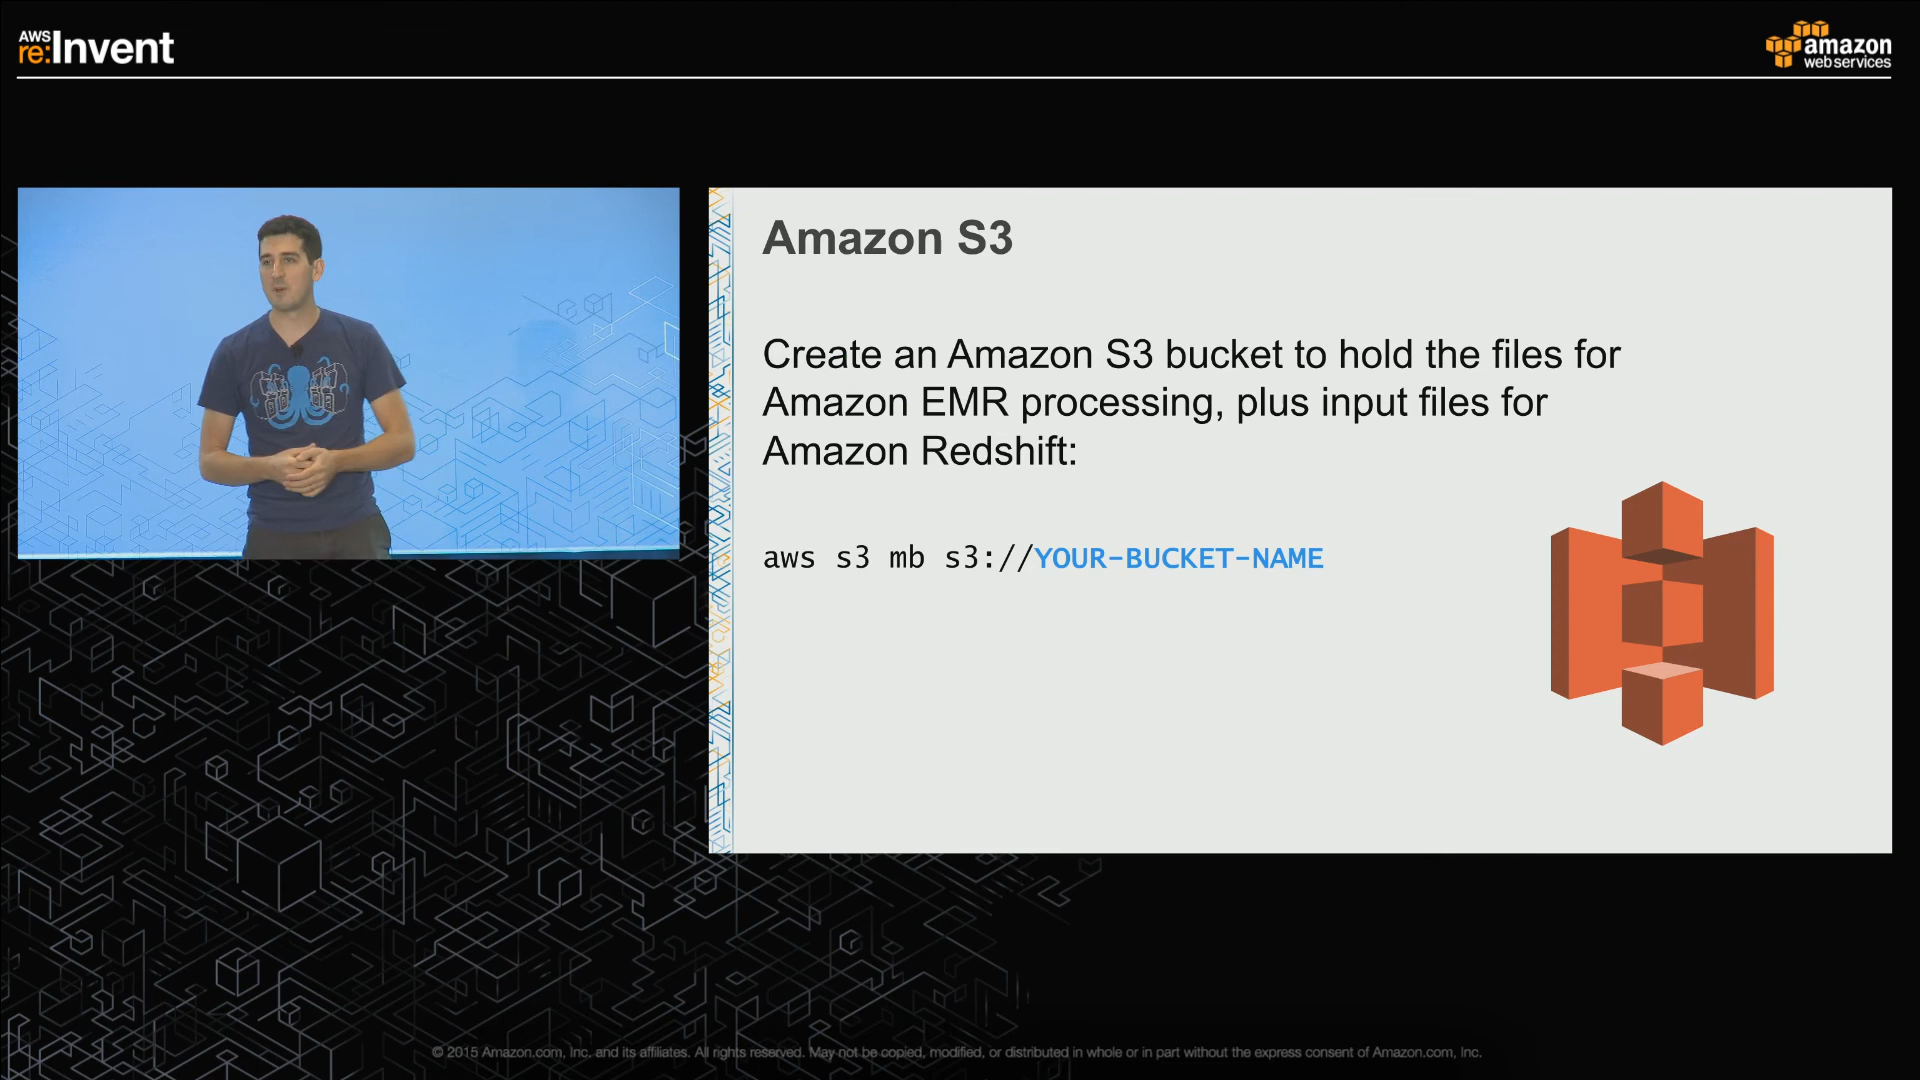 AWS
re:Invent
amazon
web services
Amazon S3
Create an Amazon S3 bucket to hold the files for
Amazon EMR processing, plus input files for
Amazon Redshift:
aws s3 mb s3://YOUR-BUCKET-NAME
© 2015 Amazon.com, Inc. and its affiliates. All rights reserved. May not be copied, modified, or distributed in whole or in part without the express consent of Amazon.com, Inc.